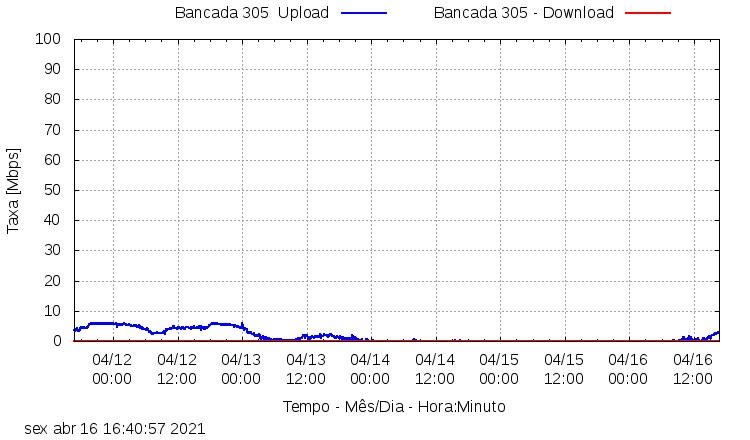 Bancada 305  Upload
Bancada 305 - Download
100
90
80
70
60
50
40
30
20
10
0
Taxa [Mbps]
04/12 04/12 04/13 04/13 04/14 04/14 04/15 04/15 04/16 04/16
00:00 12:00 00:00 12:00 00:00 12:00 00:00 12:00 00:00 12:00
Tempo - Mês/Dia - Hora:Minuto
sex abr 16 16:40:57 2021